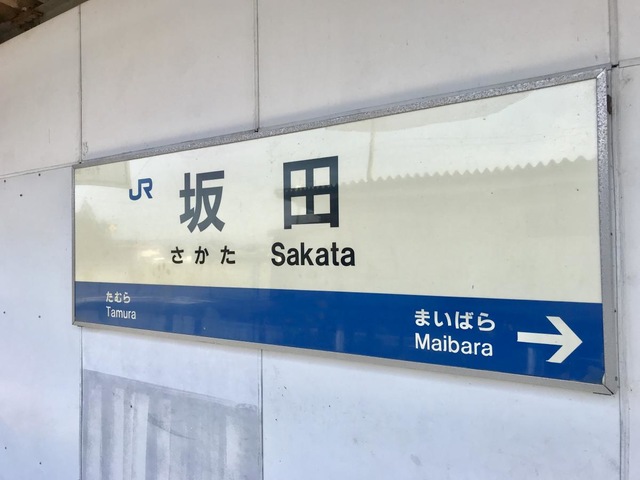 JR 坂田
さかた Sakata
たむら
Tamura
まいばら
Maibara →